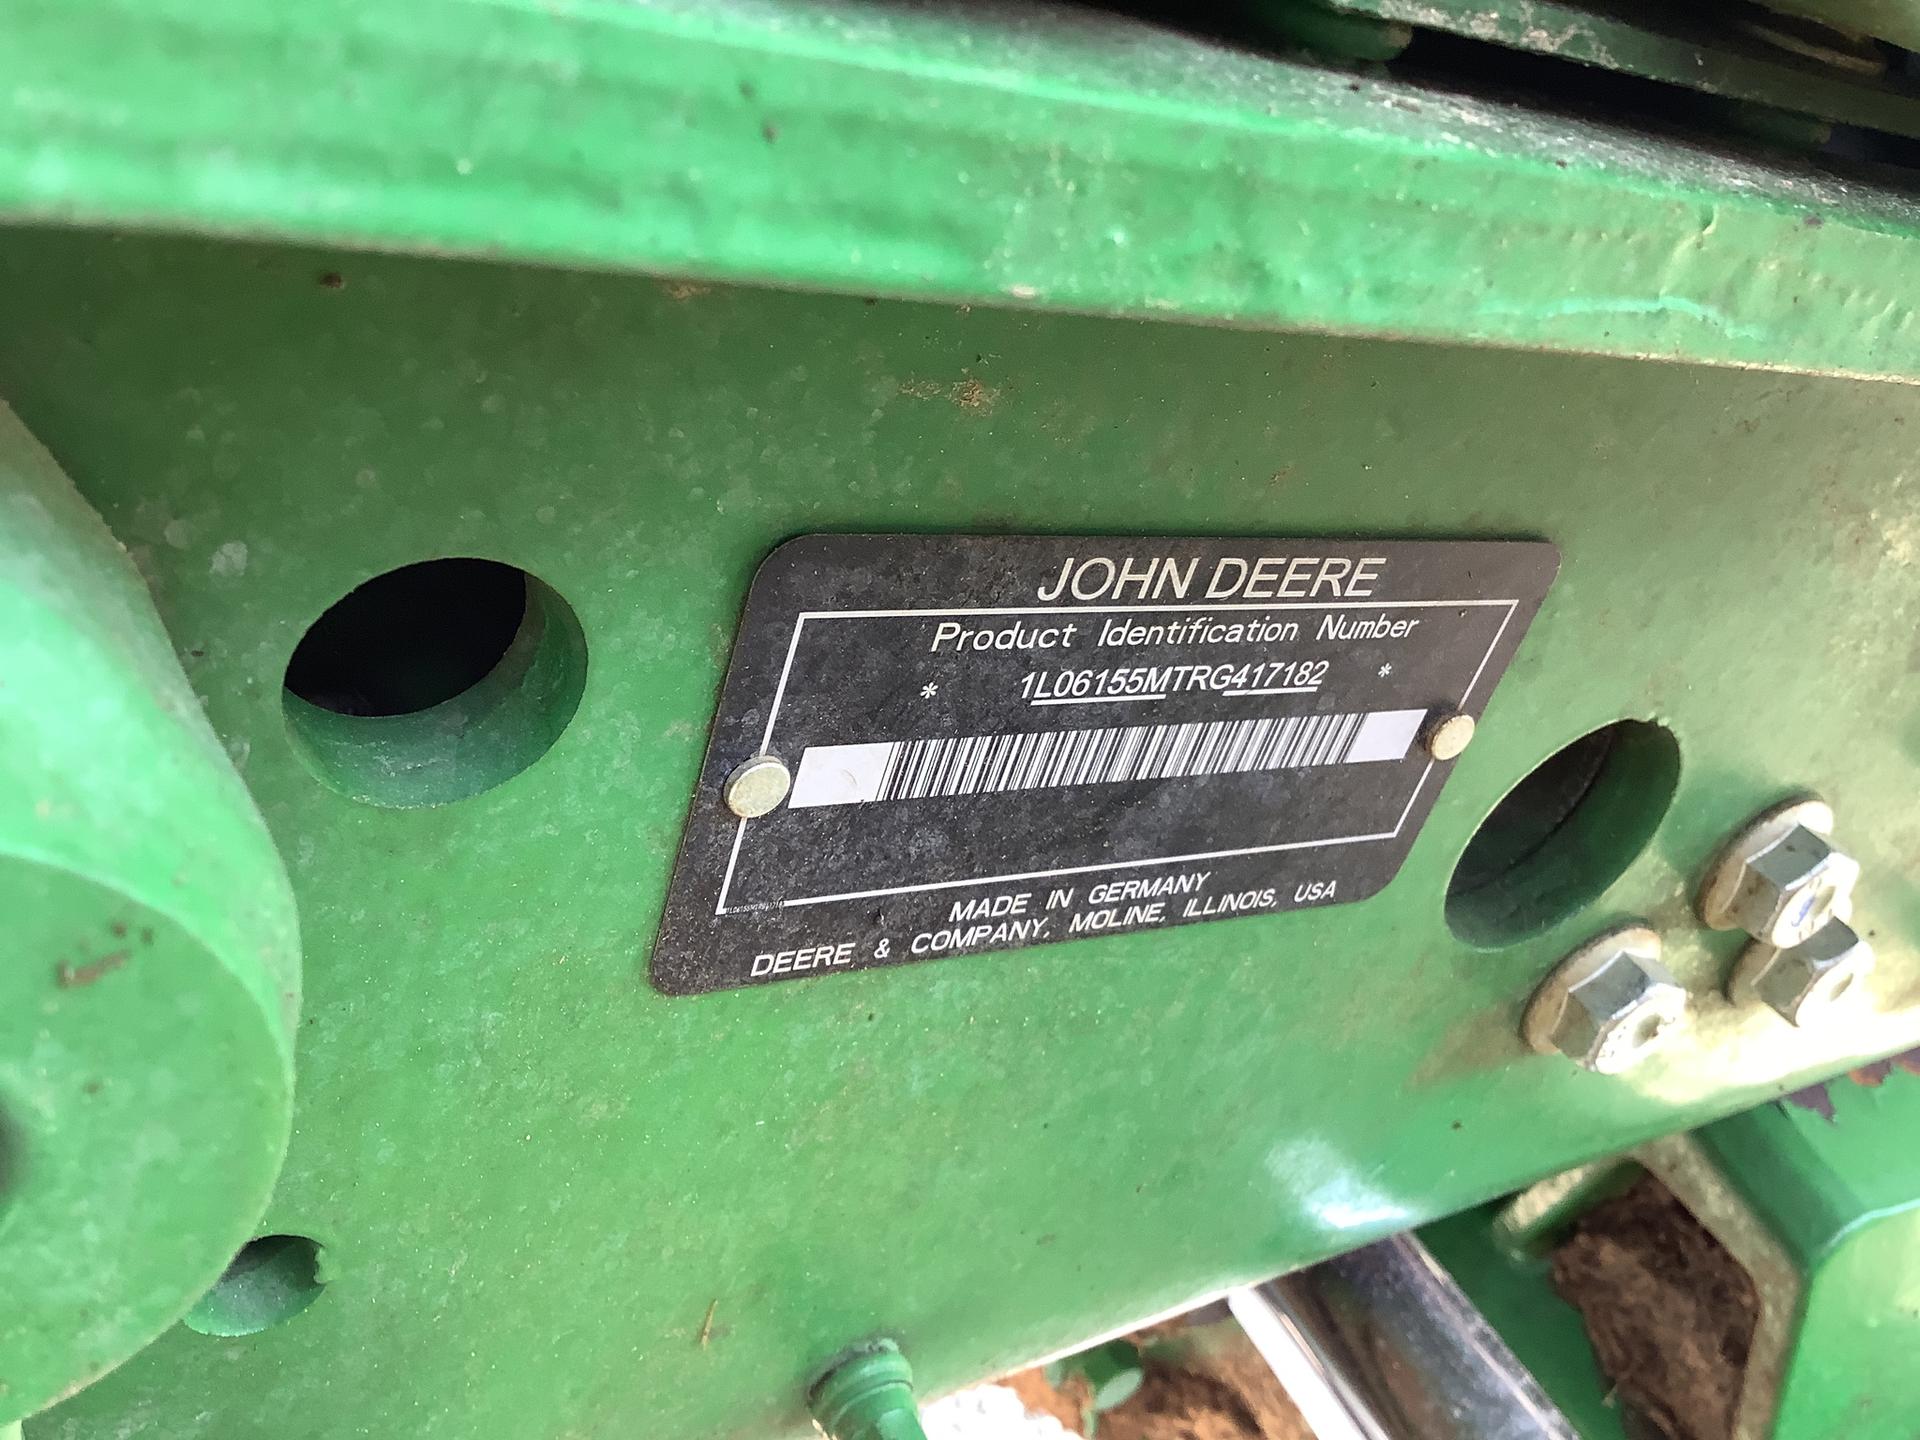 JOHN DEERE
Product Identification Number
* 1L06155MTRG417182 *
MADE IN GERMANY
DEERE & COMPANY, MOLINE, ILLINOIS, USA